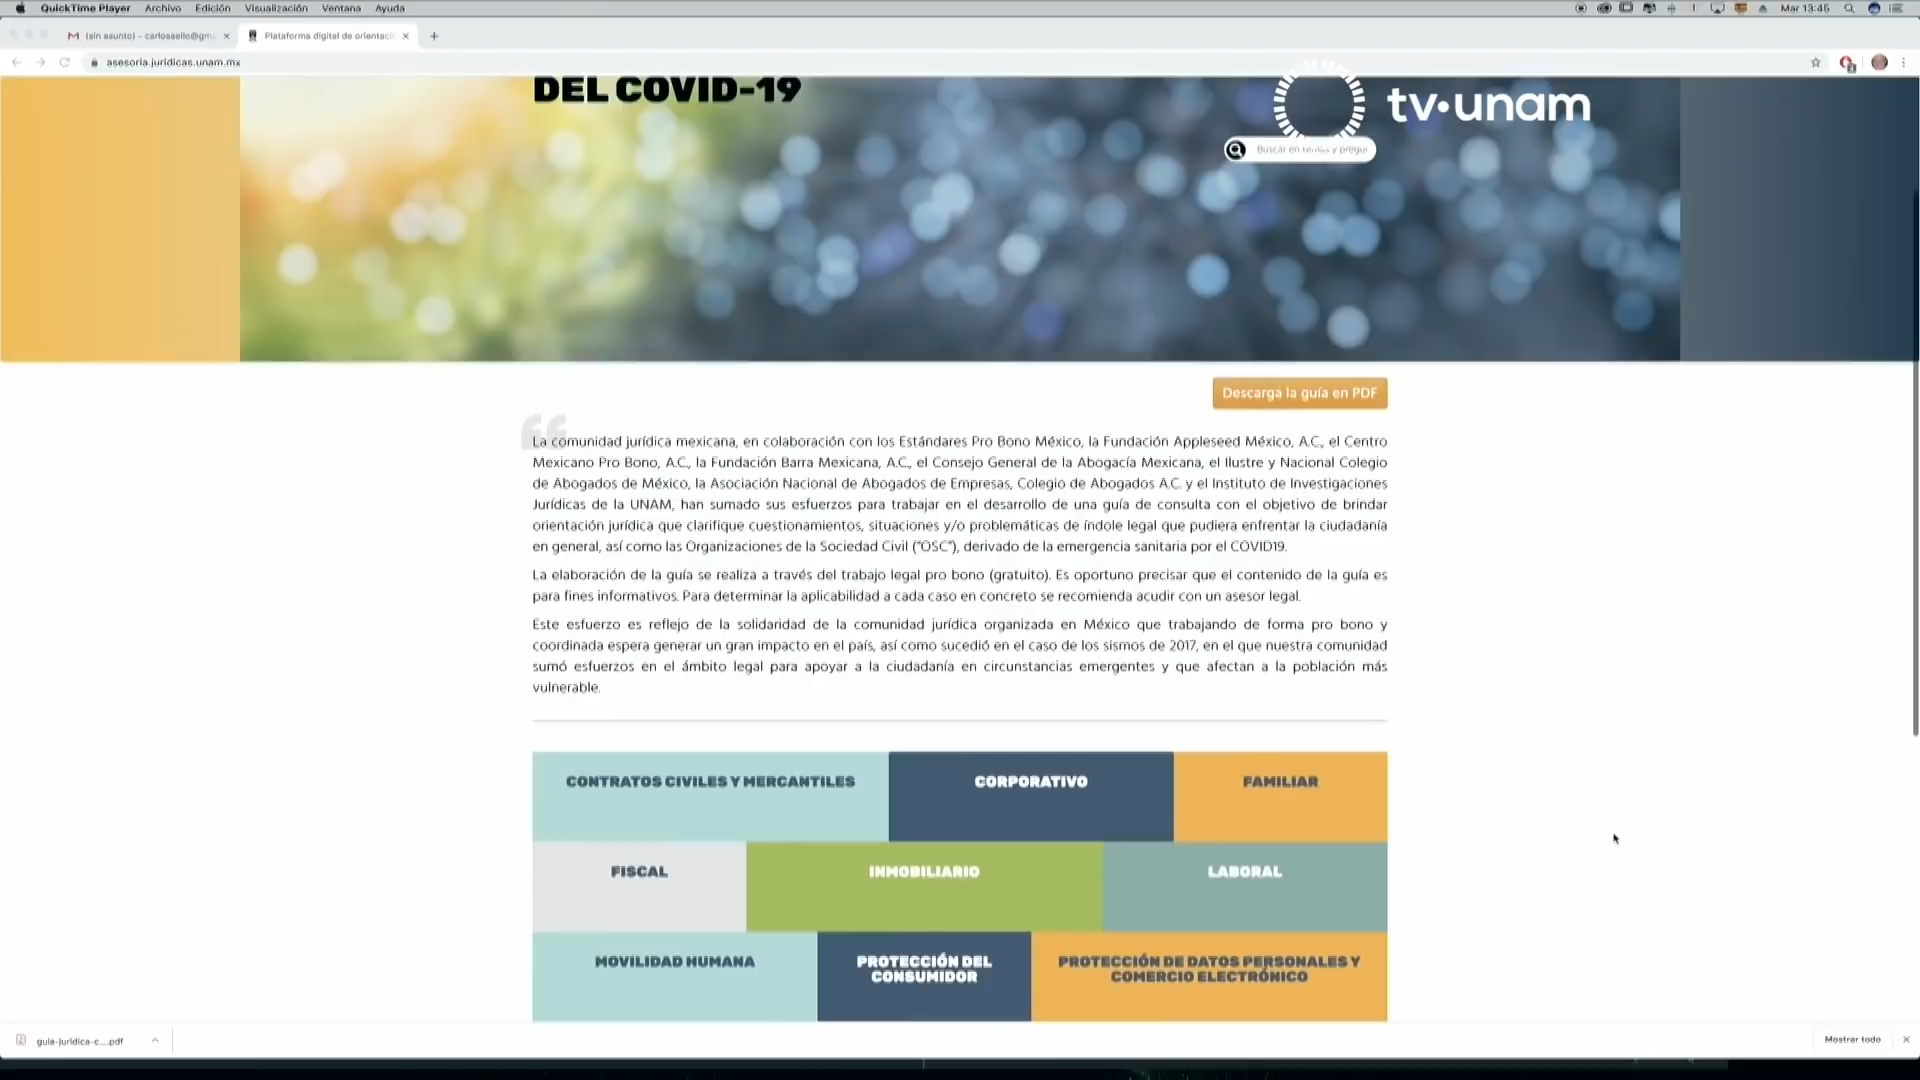 QuickTime Player Archivo Edición Visualización Ventana Ayuda
Mar 13:45
(sin asunto) - carlosaello@gm
Plataforma digital de orientaci
asesoria.juridicas.unam.mx
DEL COVID-19
tv·unam
Buscar en temas y pregu
Descarga la guía en PDF
La comunidad jurídica mexicana, en colaboración con los Estándares Pro Bono México, la Fundación Appleseed México, A.C., el Centro
Mexicano Pro Bono, A.C., la Fundación Barra Mexicana, A.C., el Consejo General de la Abogacía Mexicana, el Ilustre y Nacional Colegio
de Abogados de México, la Asociación Nacional de Abogados de Empresas, Colegio de Abogados A.C. y el Instituto de Investigaciones
Jurídicas de la UNAM, han sumado sus esfuerzos para trabajar en el desarrollo de una guía de consulta con el objetivo de brindar
orientación jurídica que clarifique cuestionamientos, situaciones y/o problemáticas de índole legal que pudiera enfrentar la ciudadanía
en general, así como las Organizaciones de la Sociedad Civil ("OSC"), derivado de la emergencia sanitaria por el COVID19.
La elaboración de la guía se realiza a través del trabajo legal pro bono (gratuito). Es oportuno precisar que el contenido de la guía es
para fines informativos. Para determinar la aplicabilidad a cada caso en concreto se recomienda acudir con un asesor legal.
Este esfuerzo es reflejo de la solidaridad de la comunidad jurídica organizada en México que trabajando de forma pro bono y
coordinada espera generar un gran impacto en el país, así como sucedió en el caso de los sismos de 2017, en el que nuestra comunidad
sumó esfuerzos en el ámbito legal para apoyar a la ciudadanía en circunstancias emergentes y que afectan a la población más
vulnerable.
CONTRATOS CIVILES Y MERCANTILES
CORPORATIVO
FAMILIAR
FISCAL
INMOBILIARIO
LABORAL
MOVILIDAD HUMANA
PROTECCIÓN DEL
CONSUMIDOR
PROTECCIÓN DE DATOS PERSONALES Y
COMERCIO ELECTRÓNICO
guia-juridica-c....pdf
Mostrar todo